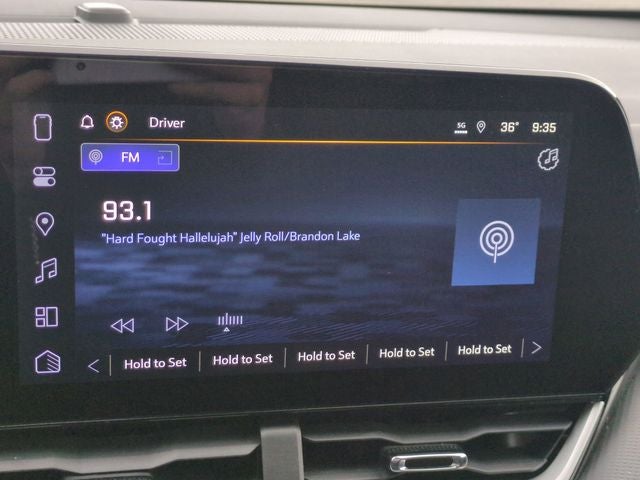 Driver 5G 36° 9:35
FM
93.1
"Hard Fought Hallelujah" Jelly Roll/Brandon Lake
Hold to Set Hold to Set Hold to Set Hold to Set Hold to Set